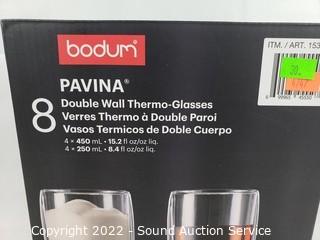 bodum®
ITM. / ART. 153
30.
4747
PAVINA®
8
Double Wall Thermo-Glasses
Verres Thermo à Double Paroi
Vasos Termicos de Doble Cuerpo
4 × 450 mL • 15.2 fl oz/oz liq.
4 × 250 mL • 8.4 fl oz/oz liq.
Copyright 2022 - Sound Auction Service